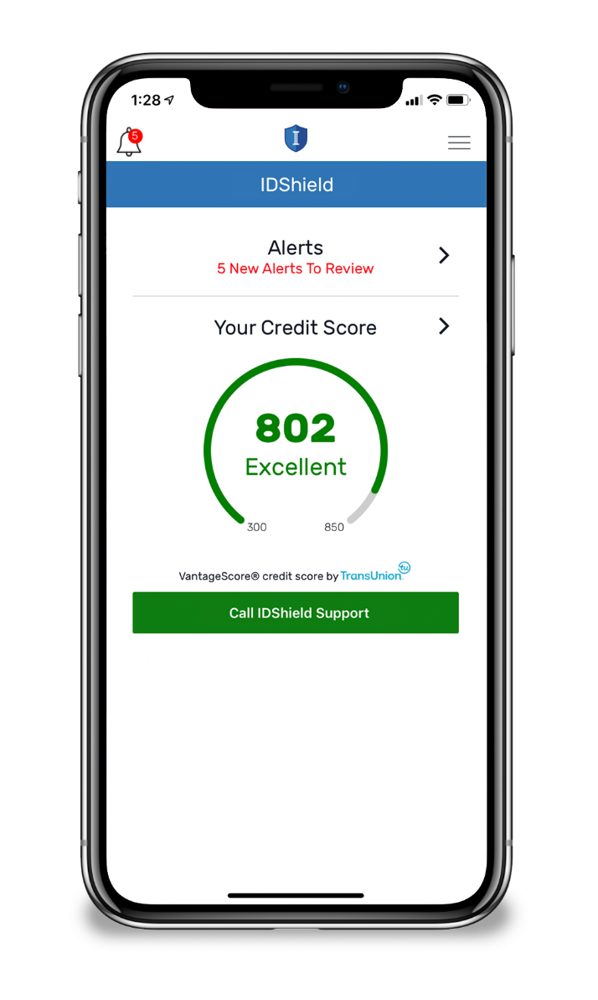 1:28
5
I
IDShield
Alerts
5 New Alerts To Review
Your Credit Score
802
Excellent
300 850
VantageScore® credit score by TransUnion tu
Call IDShield Support